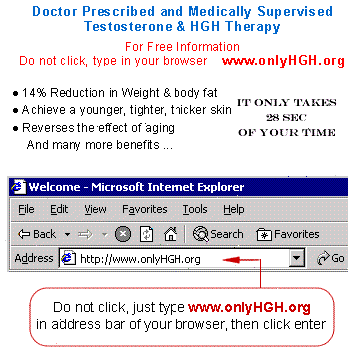 Doctor Prescribed and Medically Supervised
Testosterone & HGH Therapy
For Free Information
Do not click, type in your browser www.onlyHGH.org
● 14% Reduction in Weight & body fat
● Achieve a younger, tighter, thicker skin
● Reverses the effect of aging
And many more benefits ...
IT ONLY TAKES
28 SEC
OF YOUR TIME
Welcome - Microsoft Internet Explorer
File Edit View Favorites Tools Help
Back Search Favorites
Address http://www.onlyHGH.org Go
Do not click, just type www.onlyHGH.org
in address bar of your browser, then click enter